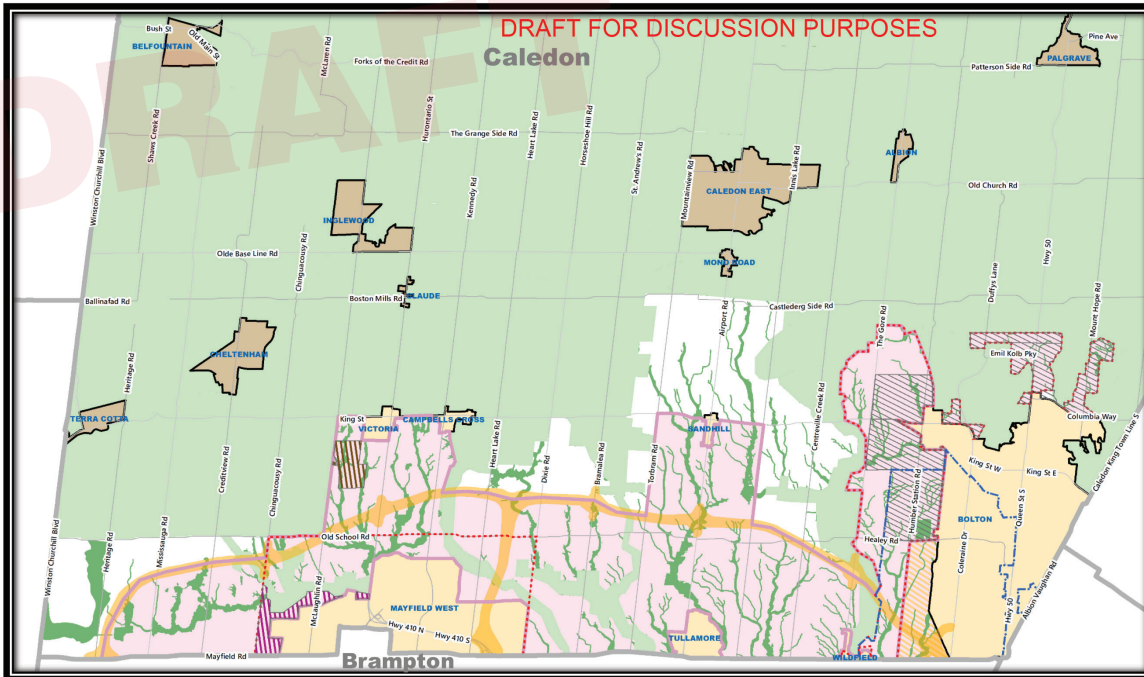 DRAFT FOR DISCUSSION PURPOSES
DRAFT
Caledon
Bush St
Old Main St
BELFOUNTAIN
McLaren Rd
Forks of the Credit Rd
Pine Ave
PALGRAVE
Patterson Side Rd
Shaws Creek Rd
Hurontario St
The Grange Side Rd
Heart Lake Rd
Horseshoe Hill Rd
ALBION
Winston Churchill Blvd
Kennedy Rd
St. Andrew's Rd
Mountainview Rd
CALEDON EAST
Innis Lake Rd
Old Church Rd
INGLEWOOD
Chinguacousy Rd
Olde Base Line Rd
MONO ROAD
Hwy 50
Duffys Lane
Mount Hope Rd
Ballinafad Rd
Boston Mills Rd
CLAUDE
Airport Rd
Castlederg Side Rd
The Gore Rd
Heritage Rd
CHELTENHAM
Emil Kolb Pky
TERRA COTTA
King St
VICTORIA
CAMPBELLS CROSS
SANDHILL
Columbia Way
Centreville Creek Rd
Caledon King Town Line S
Creditview Rd
Chinguacousy Rd
Heart Lake Rd
Dixie Rd
Bramalea Rd
Torbram Rd
King St W
King St E
Humber Station Rd
Queen St S
BOLTON
Winston Churchill Blvd
Heritage Rd
Mississauga Rd
Old School Rd
Healey Rd
Coleraine Dr
Albion Vaughan Rd
McLaughlin Rd
MAYFIELD WEST
Hwy 410 N
Hwy 410 S
TULLAMORE
Hwy 50
WILDFIELD
Mayfield Rd
Brampton